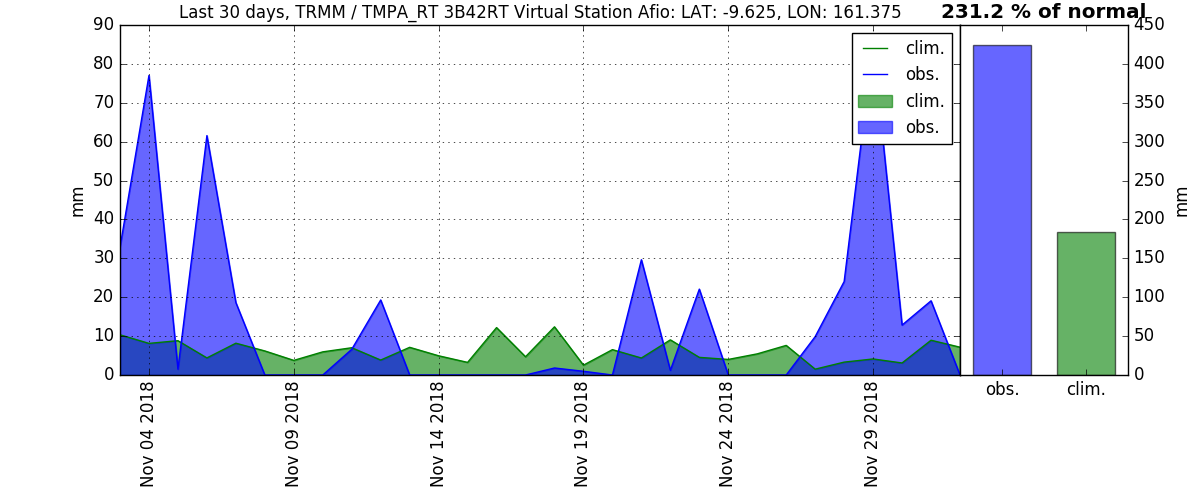 Last 30 days, TRMM / TMPA_RT 3B42RT Virtual Station Afio: LAT: -9.625, LON: 161.375
231.2 % of normal
90
80
70
60
50
40
30
20
10
0
mm
clim.
obs.
clim.
obs.
Nov 04 2018
Nov 09 2018
Nov 14 2018
Nov 19 2018
Nov 24 2018
Nov 29 2018
450
400
350
300
250
200
150
100
50
0
mm
obs.
clim.